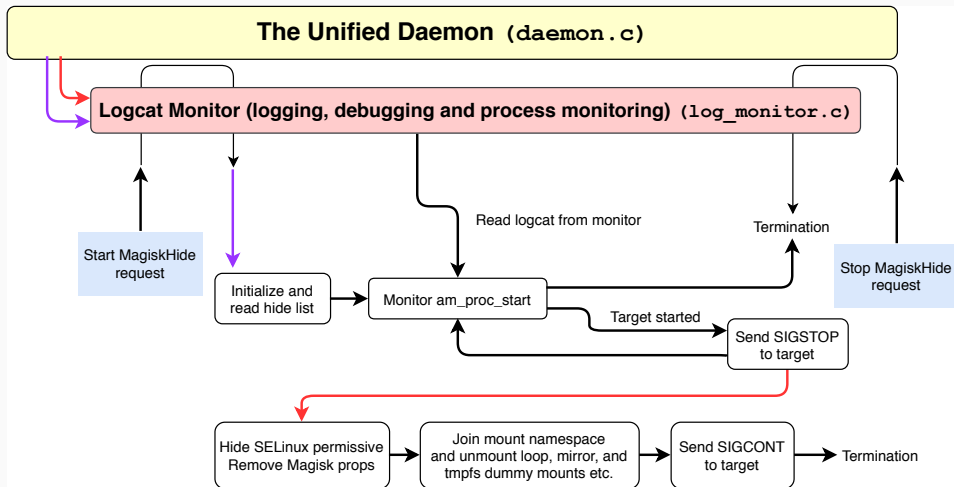 The Unified Daemon (daemon.c)
Logcat Monitor (logging, debugging and process monitoring) (log_monitor.c)
Read logcat from monitor
Termination
Start MagiskHide
request
Stop MagiskHide
request
Initialize and
read hide list
Monitor am_proc_start
Target started
Send SIGSTOP
to target
Hide SELinux permissive
Remove Magisk props
Join mount namespace
and unmount loop, mirror, and
tmpfs dummy mounts etc.
Send SIGCONT
to target
Termination